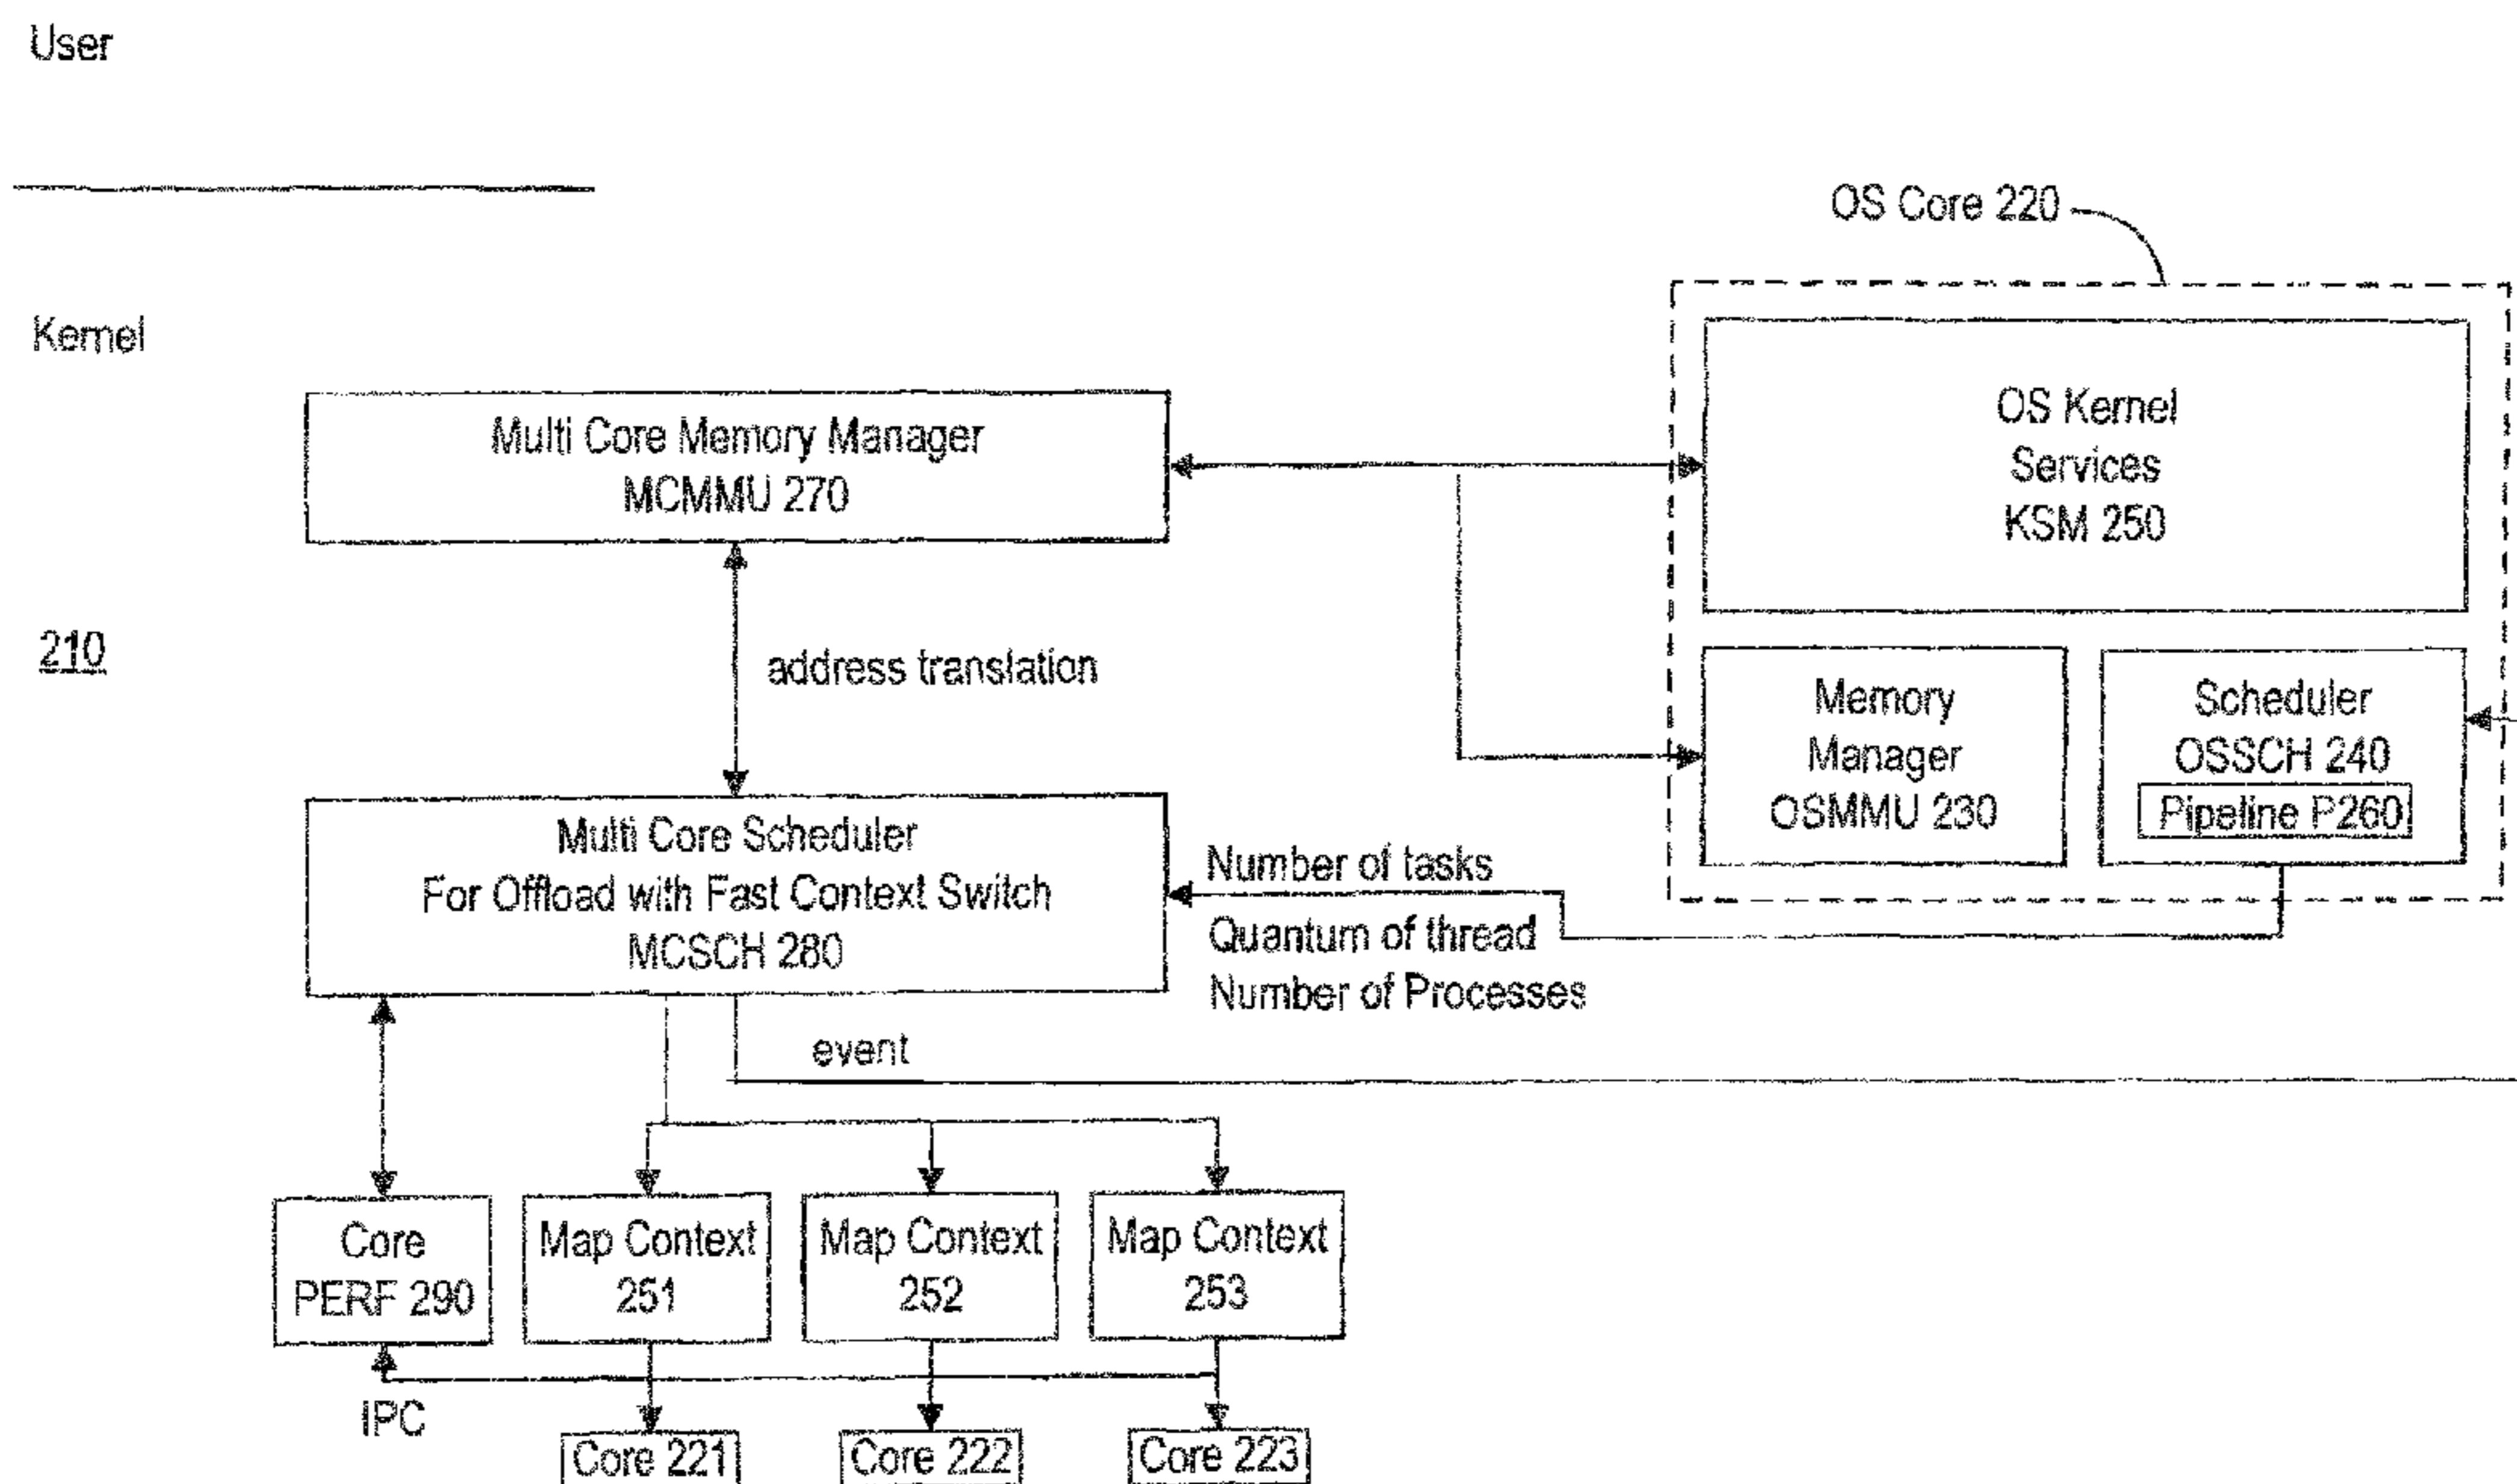 User
OS Core 220
Kernel
Multi Core Memory Manager
MCMMU 270
OS Kernel
Services
KSM 250
210
address translation
Memory
Manager
OSMMU 230
Scheduler
OSSCH 240
Pipeline P260
Multi Core Scheduler
For Offload with Fast Context Switch
MCSCH 280
Number of tasks
Quantum of thread
Number of Processes
event
Core
PERF 290
Map Context
251
Map Context
252
Map Context
253
IPC
Core 221
Core 222
Core 223